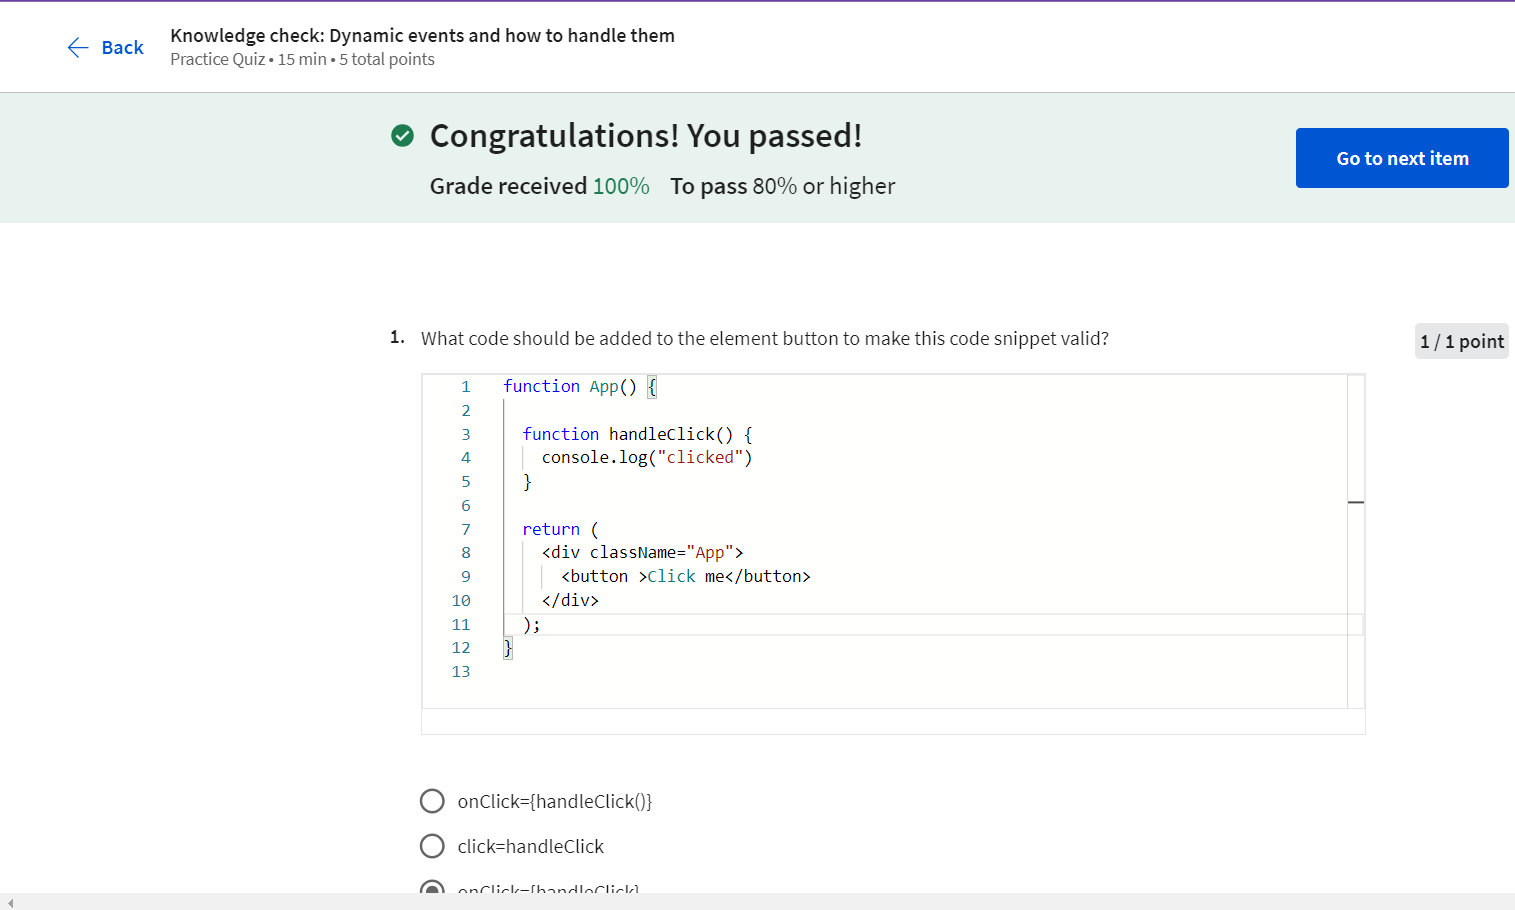 Back
Knowledge check: Dynamic events and how to handle them
Practice Quiz • 15 min • 5 total points
Congratulations! You passed!
Grade received 100% To pass 80% or higher
Go to next item
1. What code should be added to the element button to make this code snippet valid?
1 / 1 point
1 function App() {
2
3 function handleClick() {
4 console.log("clicked")
5 }
6
7 return (
8 <div className="App">
9 <button >Click me</button>
10 </div>
11 );
12 }
13
onClick={handleClick()}
click=handleClick
onClick={handleClick}